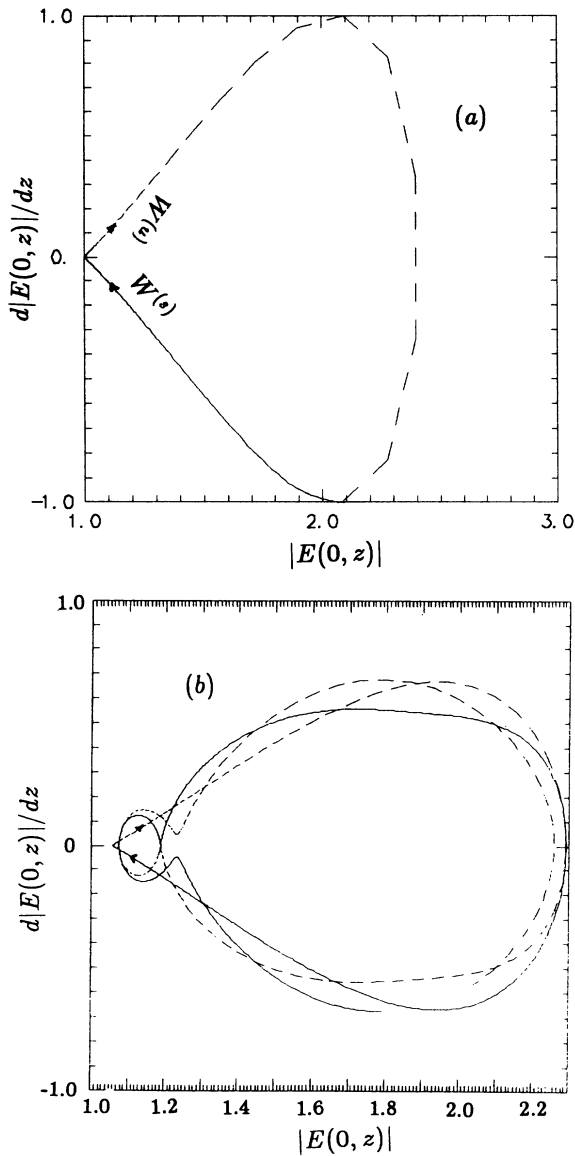 1.0
(a)
W(u)
d|E(0, z)|/dz
0.
W(s)
-1.0
1.0 2.0 3.0
|E(0, z)|
1.0
(b)
d|E(0, z)|/dz
0
-1.0
1.0 1.2 1.4 1.6 1.8 2.0 2.2
|E(0, z)|